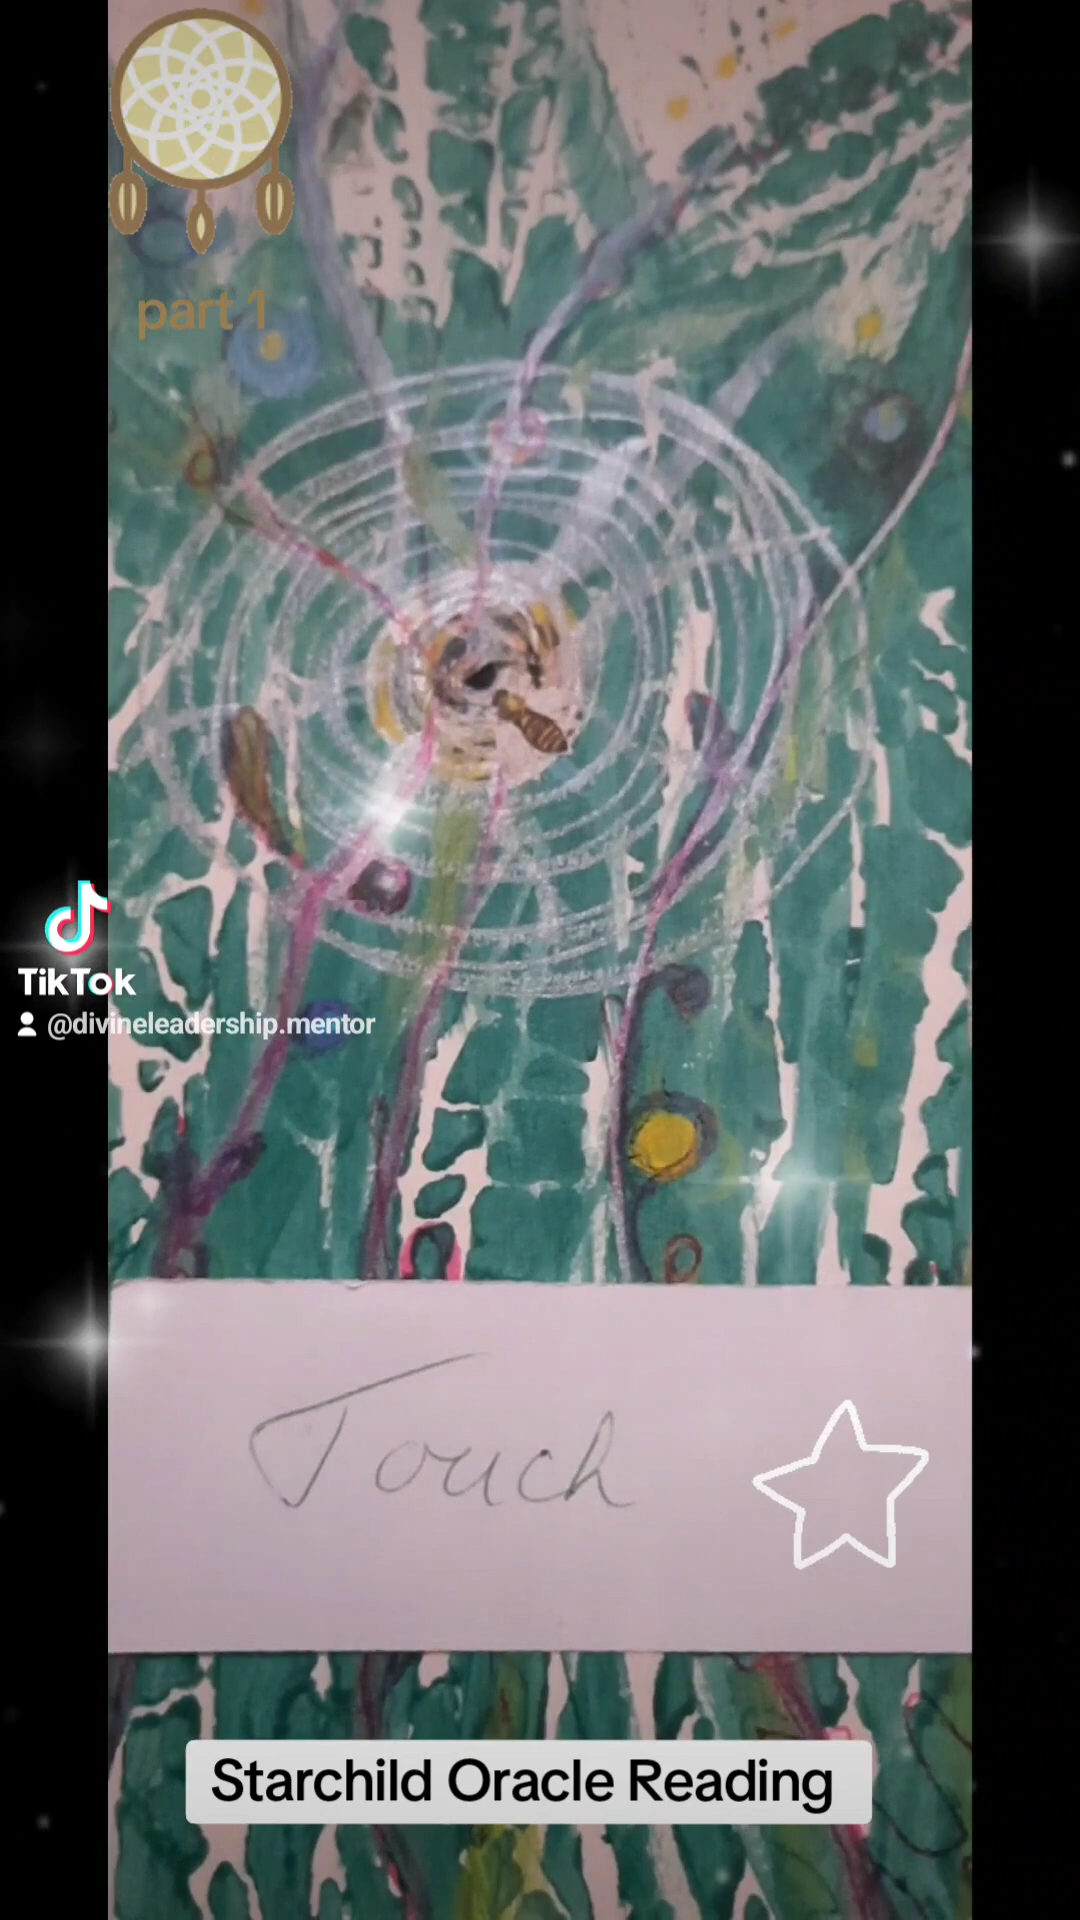 part 1
TikTok
@divineleadership.mentor
Touch
Starchild Oracle Reading